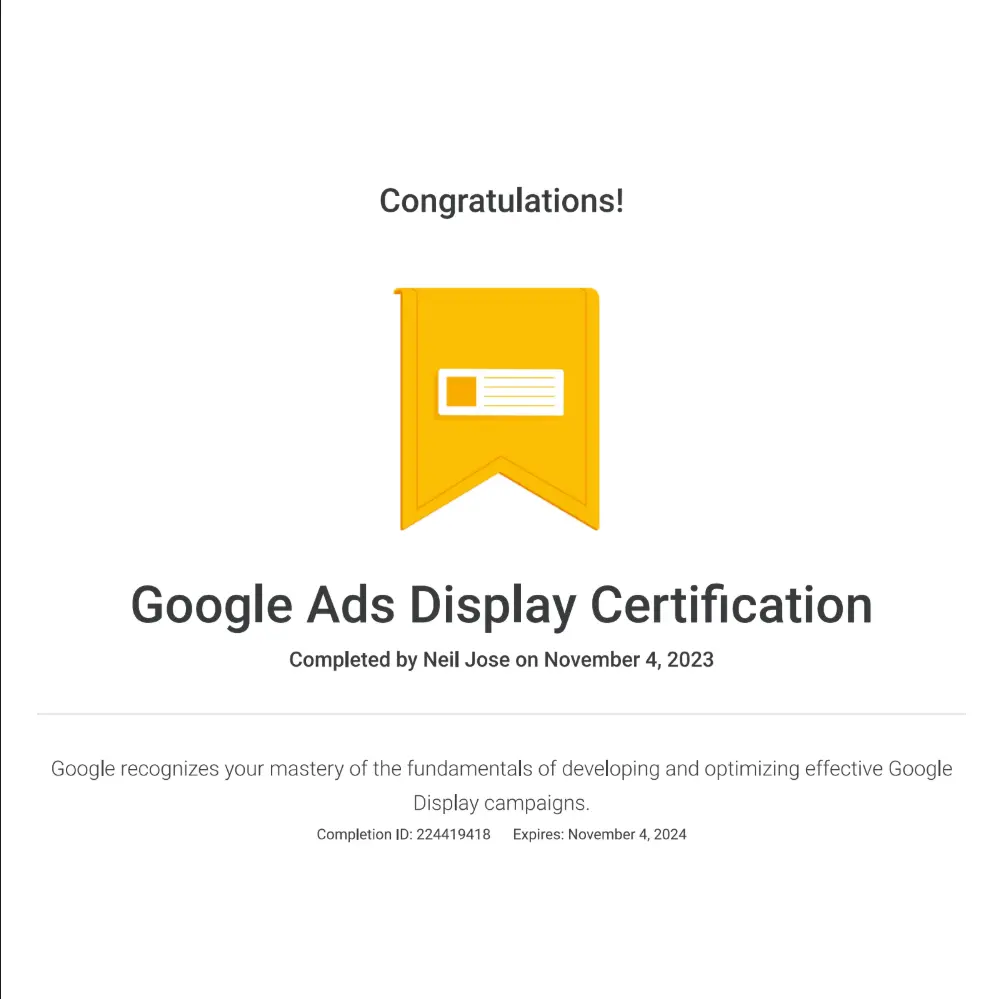 Congratulations!
Google Ads Display Certification
Completed by Neil Jose on November 4, 2023
Google recognizes your mastery of the fundamentals of developing and optimizing effective Google
Display campaigns.
Completion ID: 224419418 Expires: November 4, 2024